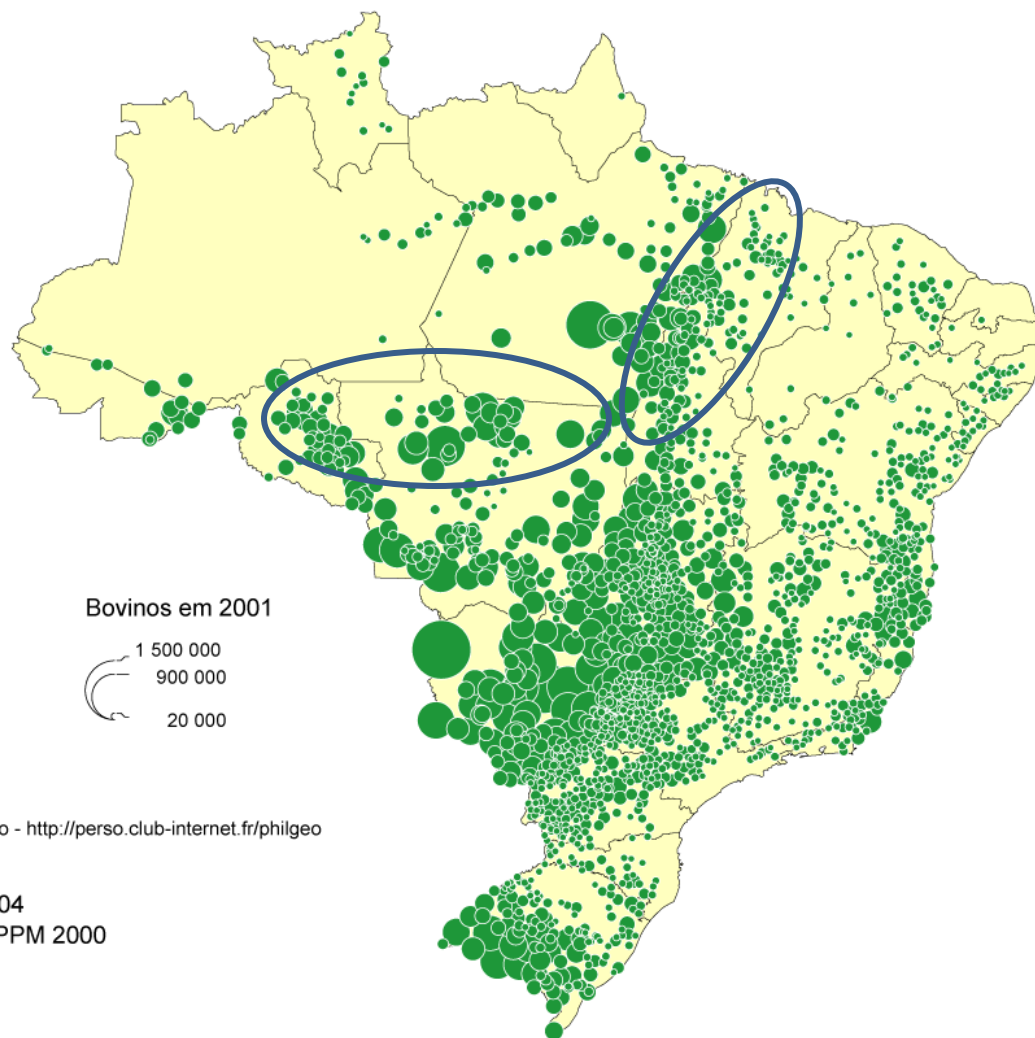 Bovinos em 2001
1 500 000
900 000
20 000
o - http://perso.club-internet.fr/philgeo
04
PPM 2000